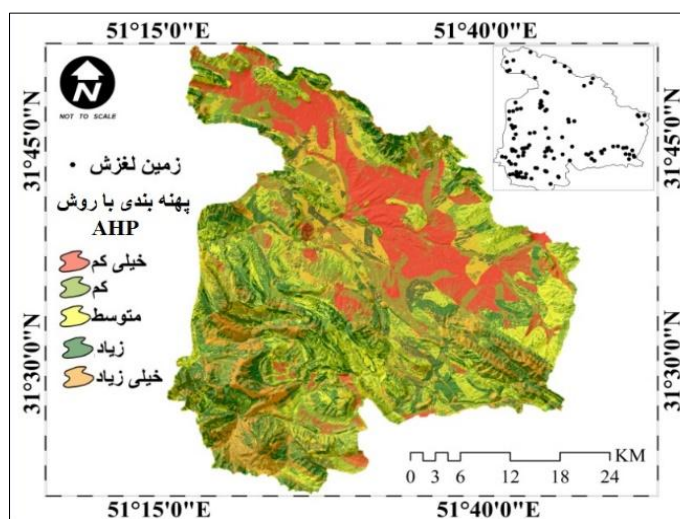 51°15'0"E
51°40'0"E
31°45'0"N
31°45'0"N
N
NOT TO SCALE
زمین لغزش
پهنه بندی با روش
AHP
خیلی کم
کم
متوسط
زیاد
خیلی زیاد
31°30'0"N
31°30'0"N
KM
0 3 6 12 18 24
51°15'0"E
51°40'0"E